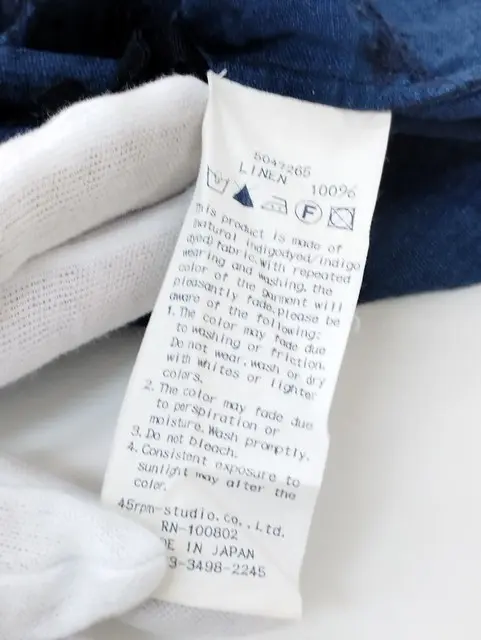 5042265
LINEN 100%
F
This product is made of
(natural indigodyed/indigo
dyed)fabric.With repeated
wearing and washing,the
color of the garment will
pleasantly fade,please be
aware of the following:
1.The color may fade due
to washing or friction.
Do not wear,wash or dry
with whites or lighter
colors.
2.The color may fade due
to perspiration or
moisture.Wash promptly.
3.Do not bleach.
4.Consistent exposure to
sunlight may alter the
color.
45rpm-studio.co.,Ltd.
RN-100802
DE IN JAPAN
3-3498-2245